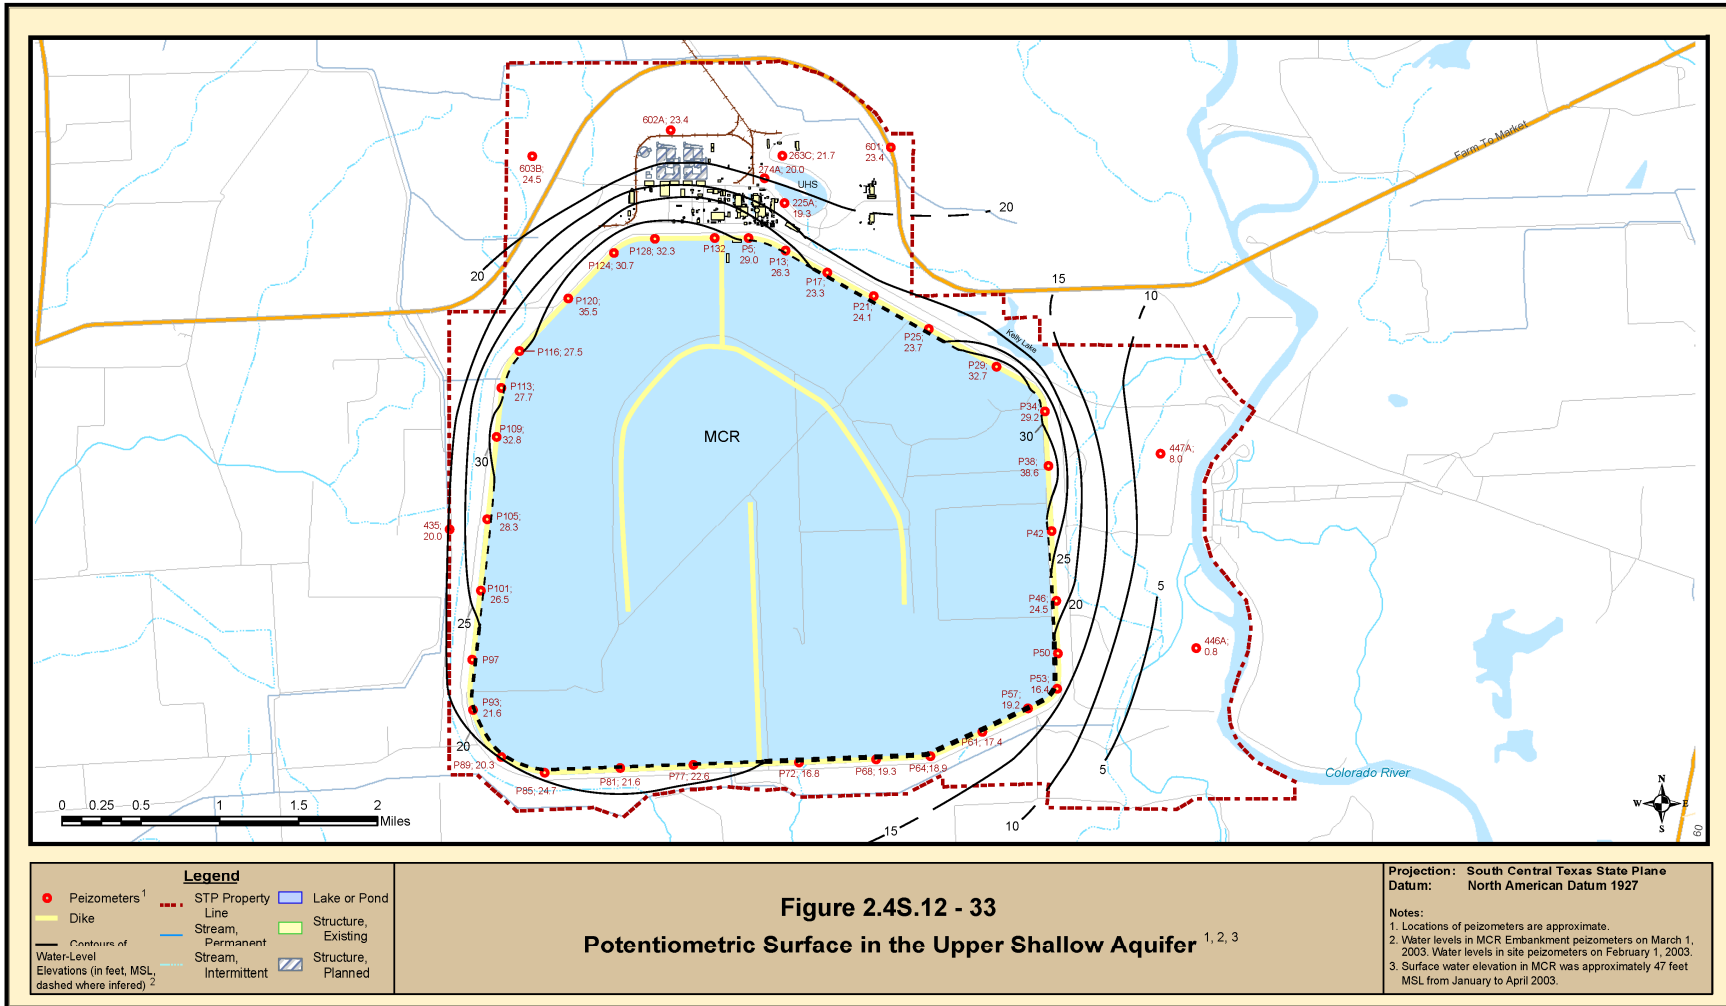 Farm To Market
602A; 23.4
603B;
24.5
263C; 21.7
274A; 20.0
UHS
225A;
19.3
601;
23.4
20
20
P128; 32.3
P132
P5;
29.0
P124; 30.7
P13;
26.3
P17;
23.3
P120;
35.5
P21;
24.1
P25;
23.7
Kelly Lake
15
10
P116; 27.5
P29;
32.7
P113;
27.7
P34;
29.2
30
P109;
32.8
30
MCR
P38;
38.6
447A;
8.0
P105;
28.3
435;
20.0
P42
25
P101;
26.5
P46;
24.5
20
5
25
P97
P50
446A;
0.8
P53;
16.4
P93;
21.6
P57;
19.2
20
P89; 20.3
P85; 24.7
P81; 21.6
P77; 22.6
P72; 16.8
P68; 19.3
P64;18.9
P61; 17.4
5
15
10
Colorado River
0 0.25 0.5 1 1.5 2
Miles
N
W E
S
60
Legend
Peizometers 1
Dike
Contours of
Water-Level
Elevations (in feet, MSL,
dashed where infered) 2
STP Property
Line
Stream,
Permanent
Stream,
Intermittent
Lake or Pond
Structure,
Existing
Structure,
Planned
Figure 2.4S.12 - 33
Potentiometric Surface in the Upper Shallow Aquifer 1, 2, 3
Projection: South Central Texas State Plane
Datum: North American Datum 1927
Notes:
1. Locations of peizometers are approximate.
2. Water levels in MCR Embankment peizometers on March 1,
2003. Water levels in site peizometers on February 1, 2003.
3. Surface water elevation in MCR was approximately 47 feet
MSL from January to April 2003.